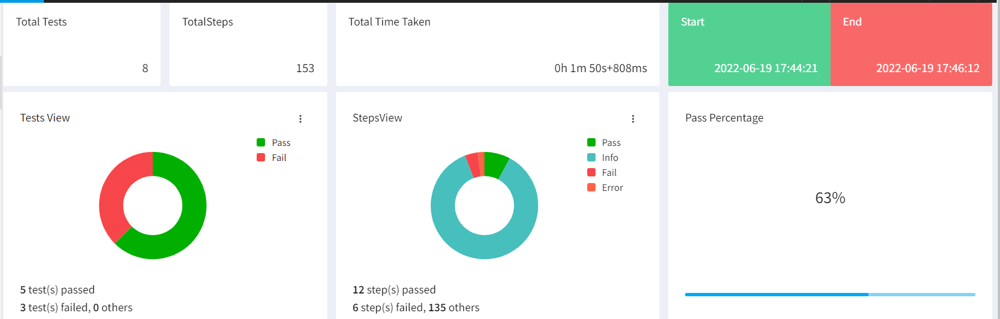 Total Tests
8
TotalSteps
153
Total Time Taken
0h 1m 50s+808ms
Start
2022-06-19 17:44:21
End
2022-06-19 17:46:12
Tests View
Pass
Fail
5 test(s) passed
3 test(s) failed, 0 others
StepsView
Pass
Info
Fail
Error
12 step(s) passed
6 step(s) failed, 135 others
Pass Percentage
63%